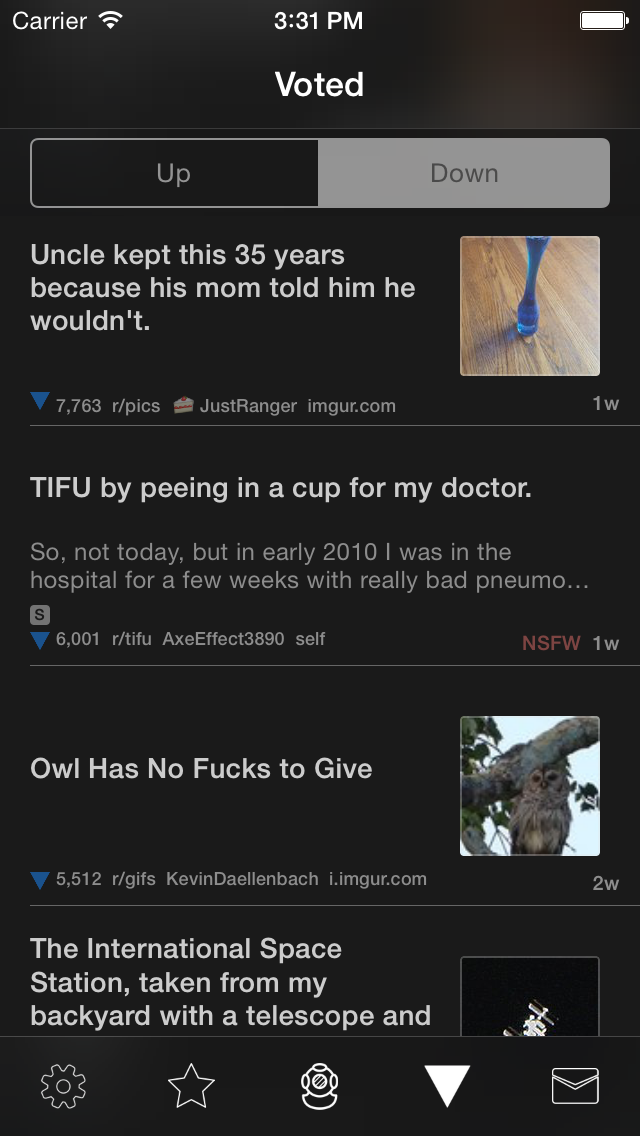 Carrier 3:31 PM
Voted
Up Down
Uncle kept this 35 years
because his mom told him he
wouldn't.
7,763 r/pics JustRanger imgur.com 1w
TIFU by peeing in a cup for my doctor.
So, not today, but in early 2010 I was in the
hospital for a few weeks with really bad pneumo...
S
6,001 r/tifu AxeEffect3890 self NSFW 1w
Owl Has No Fucks to Give
5,512 r/gifs KevinDaellenbach i.imgur.com 2w
The International Space
Station, taken from my
backyard with a telescope and